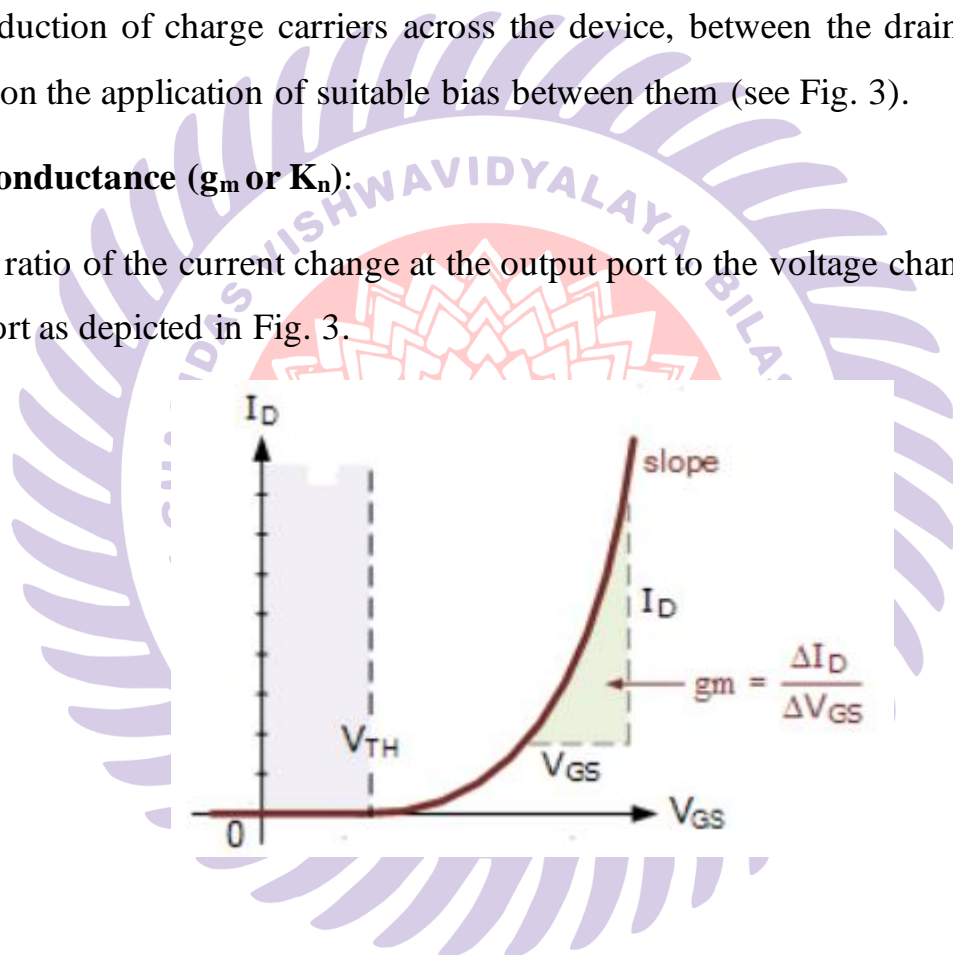 duction of charge carriers across the device, between the drain
on the application of suitable bias between them (see Fig. 3).
onductance (gm or Kn):
ratio of the current change at the output port to the voltage chan
ort as depicted in Fig. 3.
VISHWAVIDYALAYA, BILAS
ID
slope
ID
gm = ΔID
ΔVGS
VTH
VGS
VGS
0